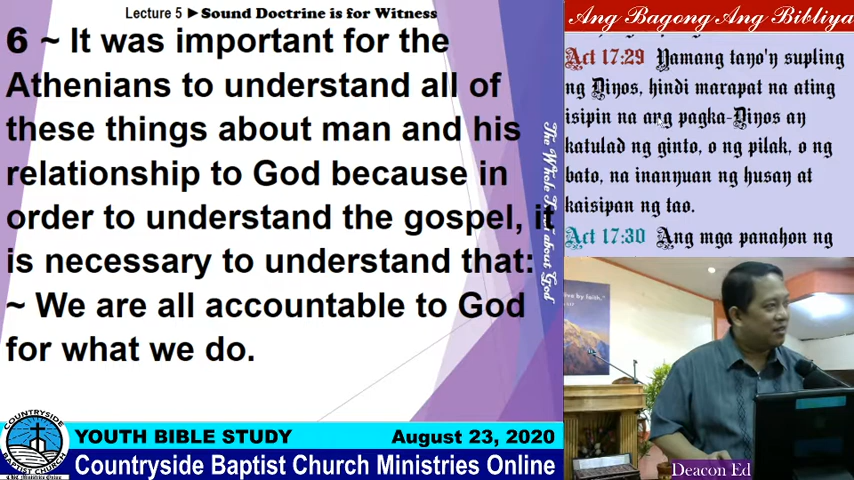 Lecture 5 ►Sound Doctrine is for Witness
6 ~ It was important for the
Athenians to understand all of
these things about man and his
relationship to God because in
order to understand the gospel, it
is necessary to understand that:
~ We are all accountable to God
for what we do.
The Whole about God
Ang Bagong Ang Bibliya
Act 17:29 Yamang tayo'y supling
ng Diyos, hindi marapat na ating
isipin na ang pagka-Diyos ay
katulad ng ginto, o ng pilak, o ng
bato, na inanyuan ng husay at
kaisipan ng tao.
Act 17:30 Ang mga panahon ng
live by faith."
Deacon Ed
COUNTRYSIDE
BAPTIST CHURCH
YOUTH BIBLE STUDY August 23, 2020
Countryside Baptist Church Ministries Online